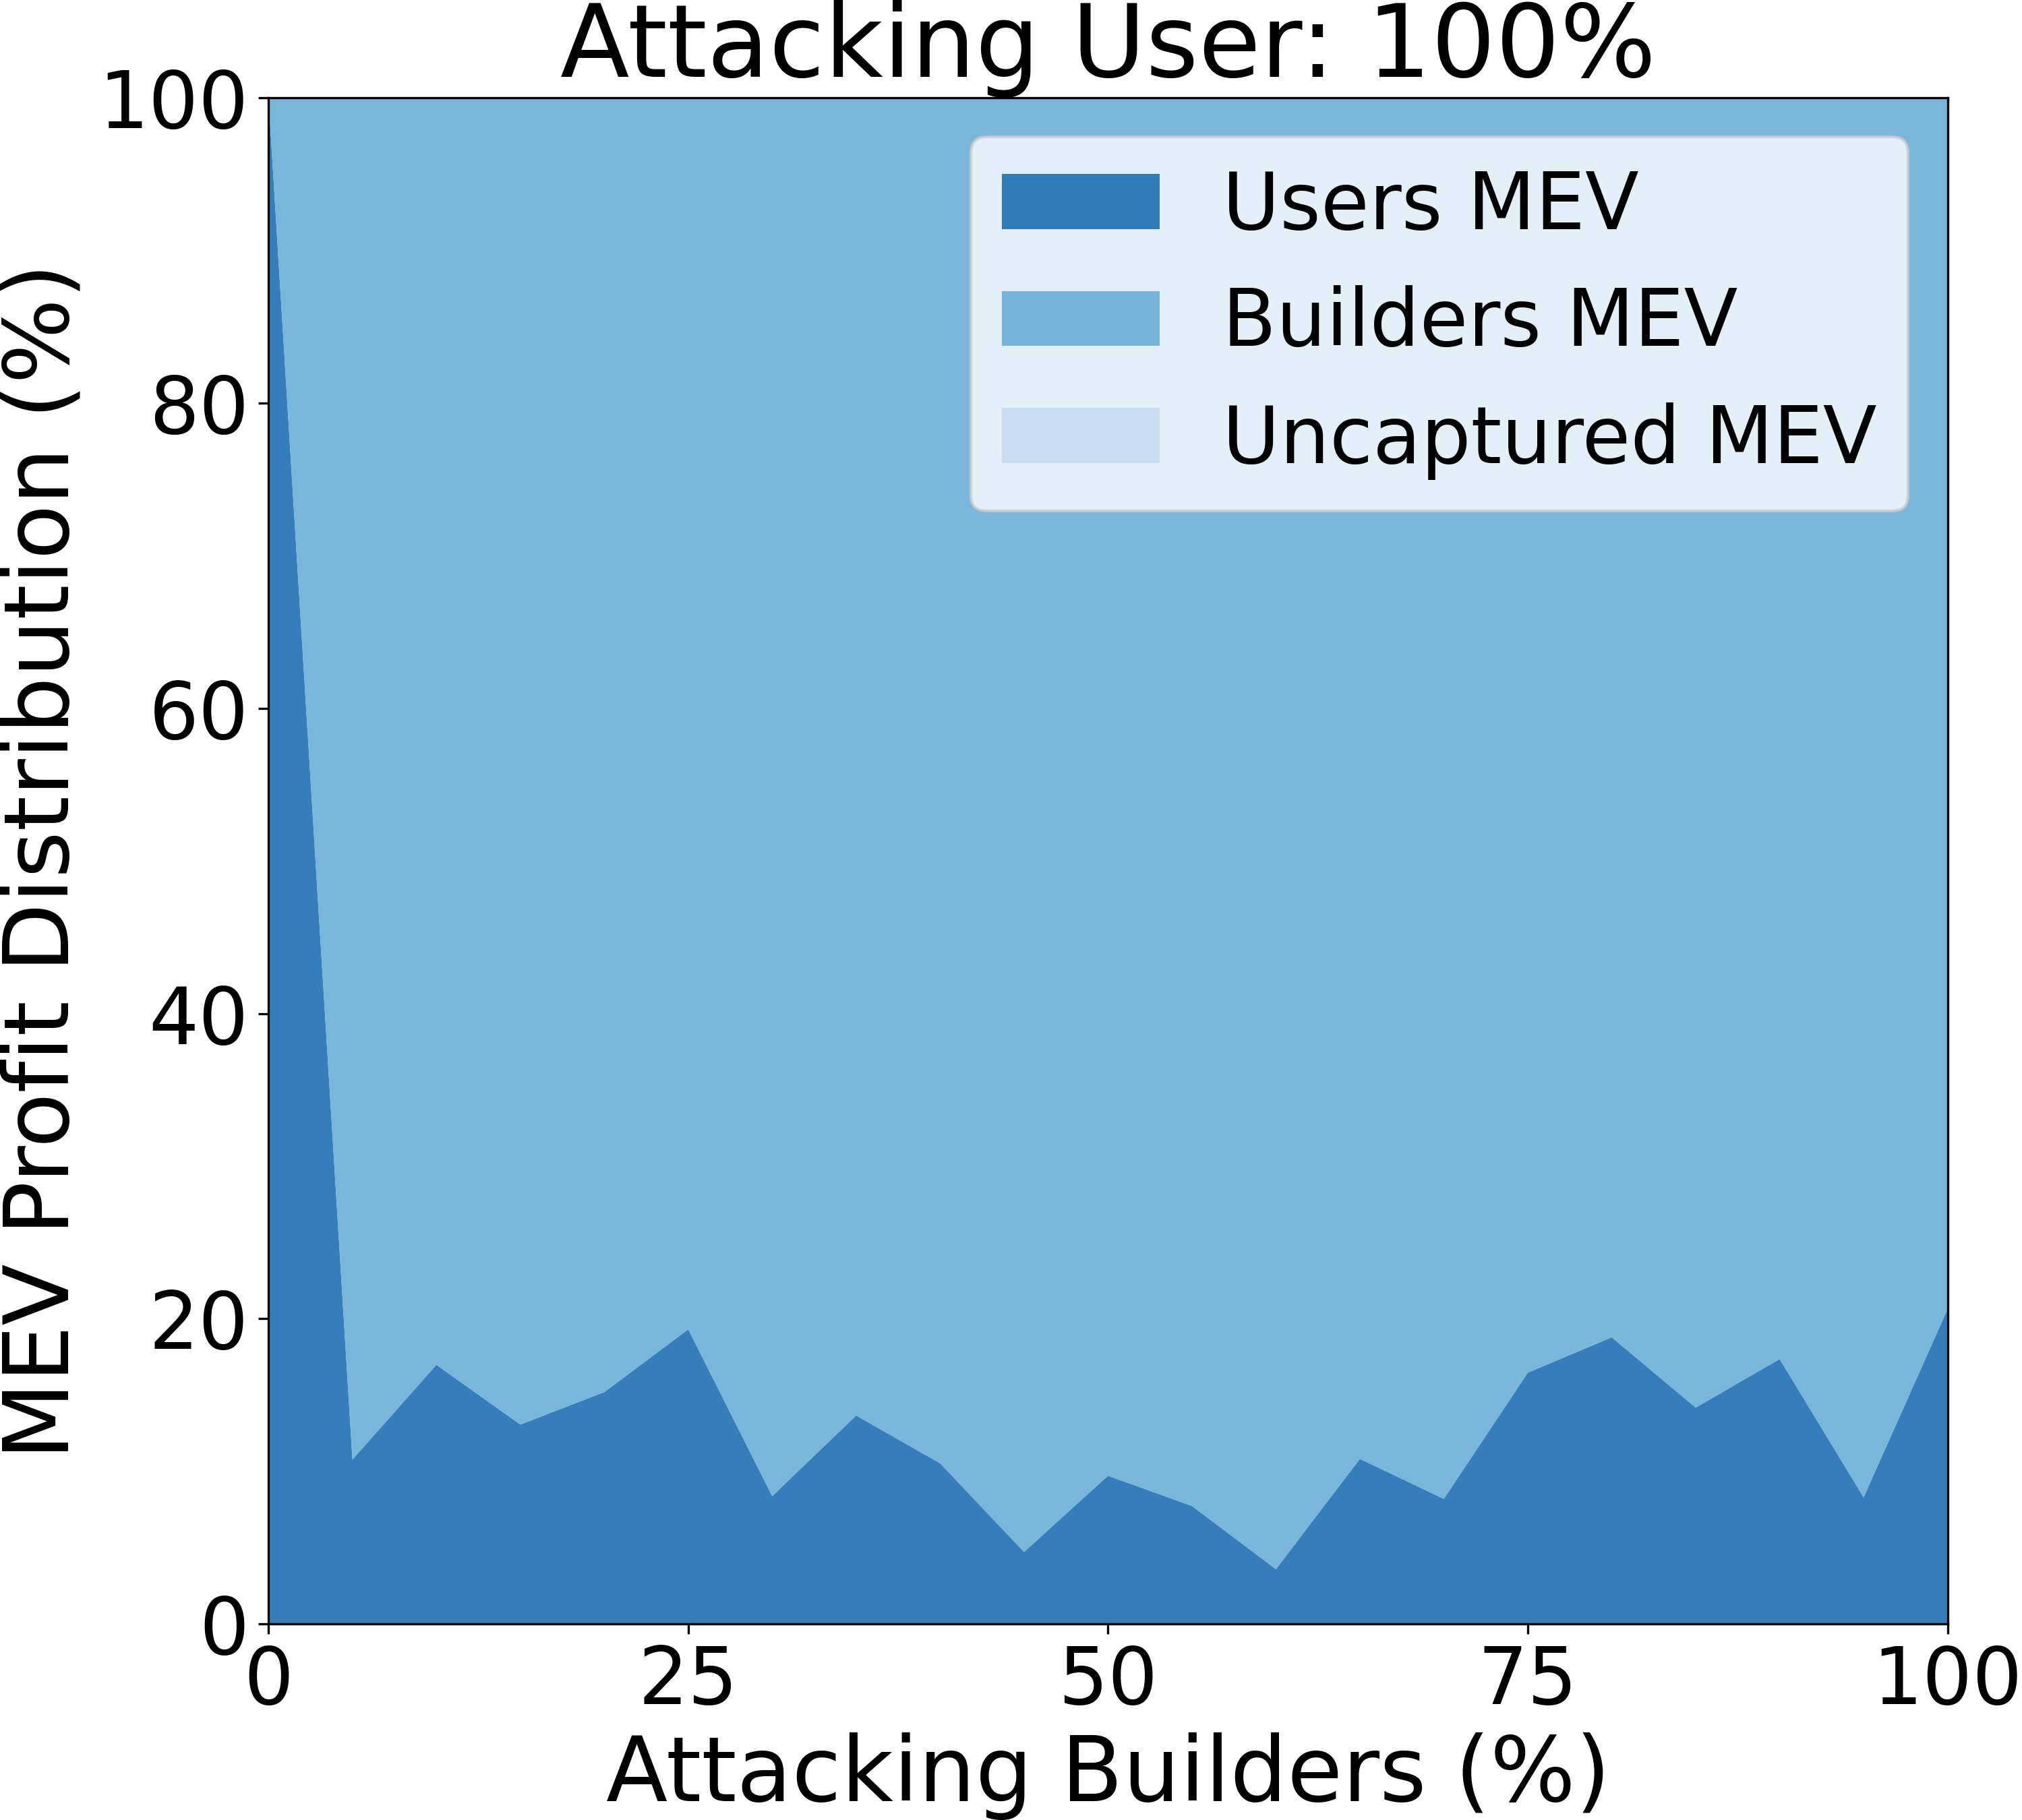 Attacking User: 100%
MEV Profit Distribution (%)
100
80
60
40
20
0
Users MEV
Builders MEV
Uncaptured MEV
0 25 50 75 100
Attacking Builders (%)